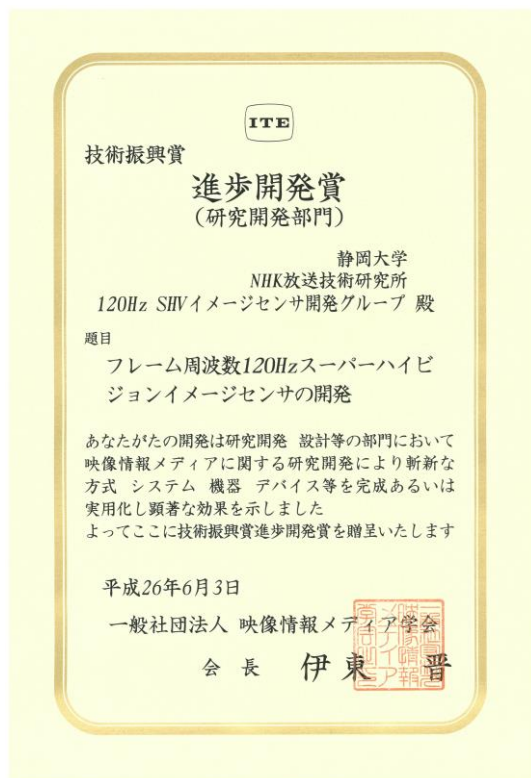 ITE
技術振興賞
進歩開発賞
(研究開発部門)
静岡大学
NHK放送技術研究所
120Hz SHVイメージセンサ開発グループ 殿
題目
フレーム周波数120Hzスーパーハイビ
ジョンイメージセンサの開発
あなたがたの開発は研究開発 設計等の部門において
映像情報メディアに関する研究開発により斬新な
方式 システム 機器 デバイス等を完成あるいは
実用化し顕著な効果を示しました
よってここに技術振興賞進歩開発賞を贈呈いたします
平成26年6月3日
一般社団法人 映像情報メディア学会
会長 伊東 晋